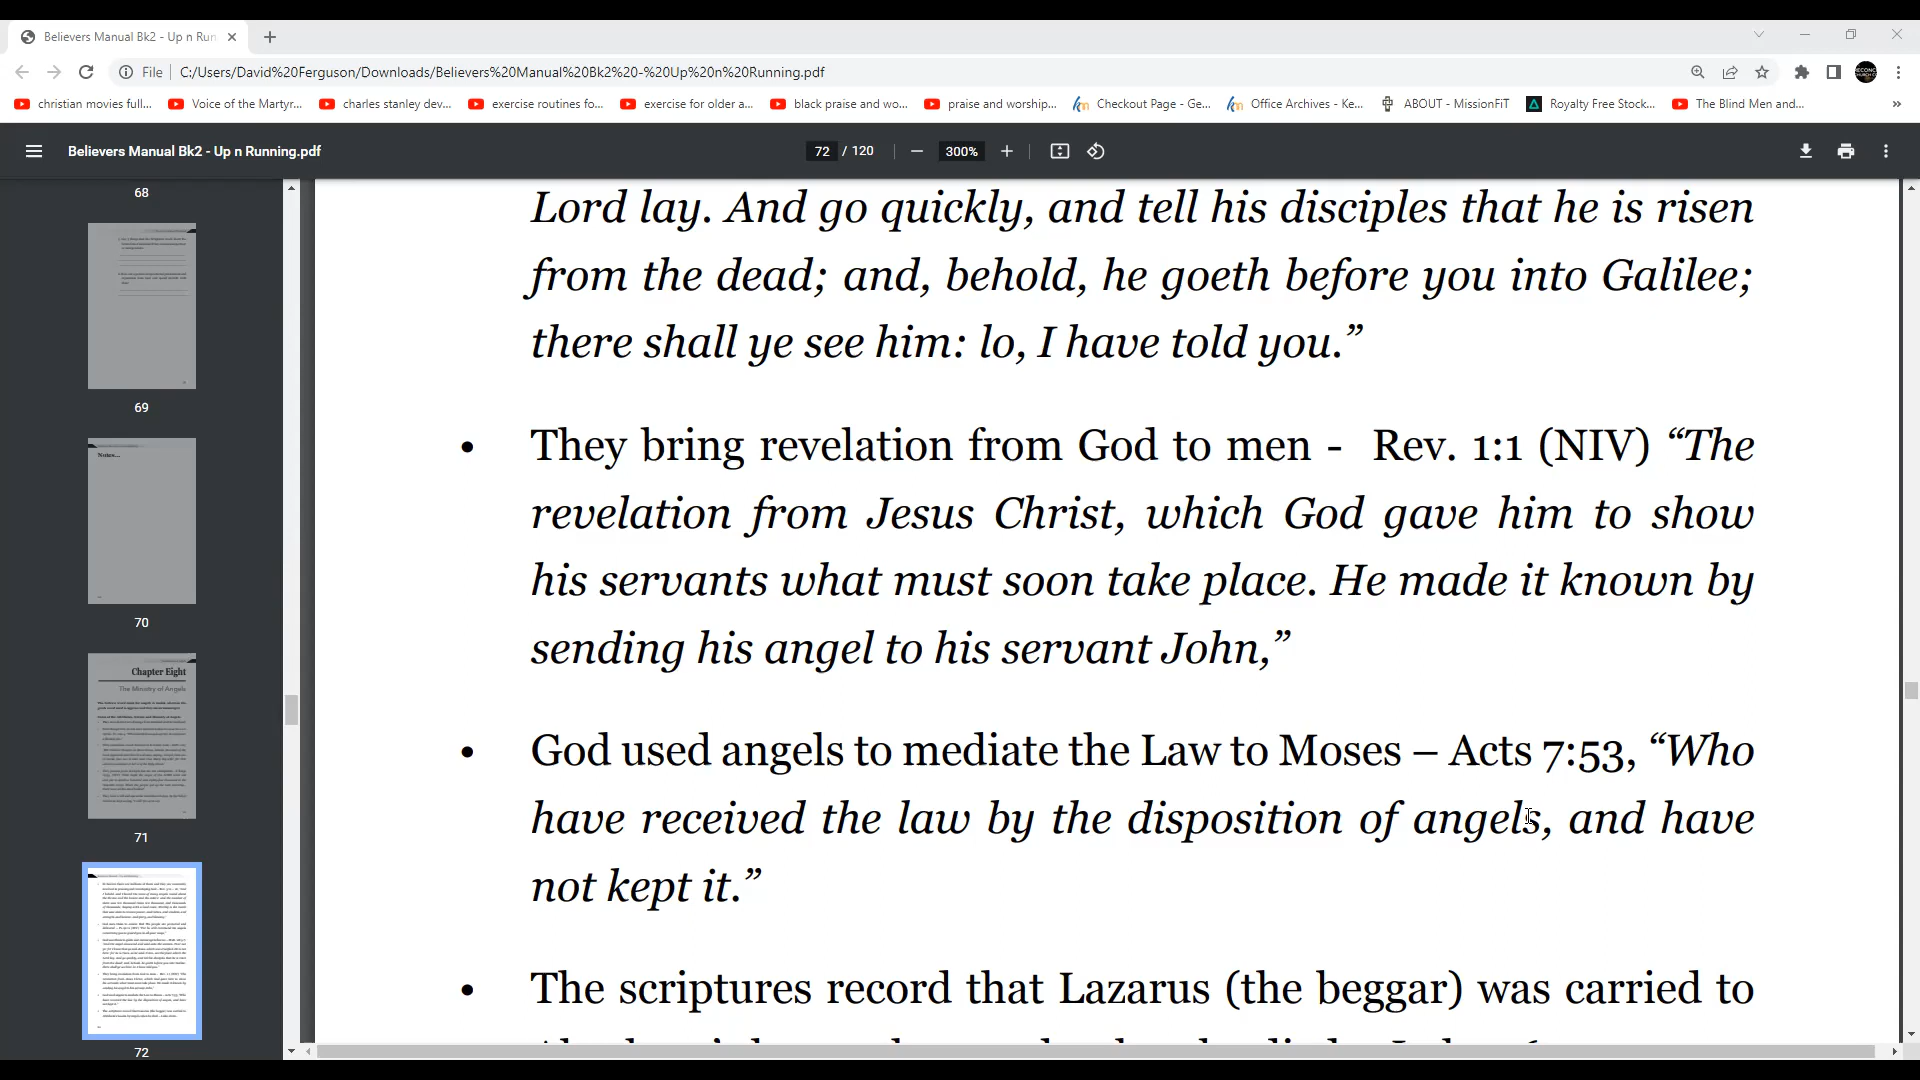 Believers Manual Bk2 - Up n Run
File C:/Users/David%20Ferguson/Downloads/Believers%20Manual%20Bk2%20-%20Up%20n%20Running.pdf
christian movies full... Voice of the Martyr... charles stanley dev... exercise routines fo... exercise for older a... black praise and wo... praise and worship... Checkout Page - Ge... Office Archives - Ke... ABOUT - MissionFiT Royalty Free Stock... The Blind Men and...
Believers Manual Bk2 - Up n Running.pdf 72 / 120 300%
68
69
Notes...
70
Chapter Eight
The Ministry of Angels
71
72
Lord lay. And go quickly, and tell his disciples that he is risen
from the dead; and, behold, he goeth before you into Galilee;
there shall ye see him: lo, I have told you.”
• They bring revelation from God to men - Rev. 1:1 (NIV) “The
revelation from Jesus Christ, which God gave him to show
his servants what must soon take place. He made it known by
sending his angel to his servant John,”
• God used angels to mediate the Law to Moses – Acts 7:53, “Who
have received the law by the disposition of angels, and have
not kept it.”
• The scriptures record that Lazarus (the beggar) was carried to